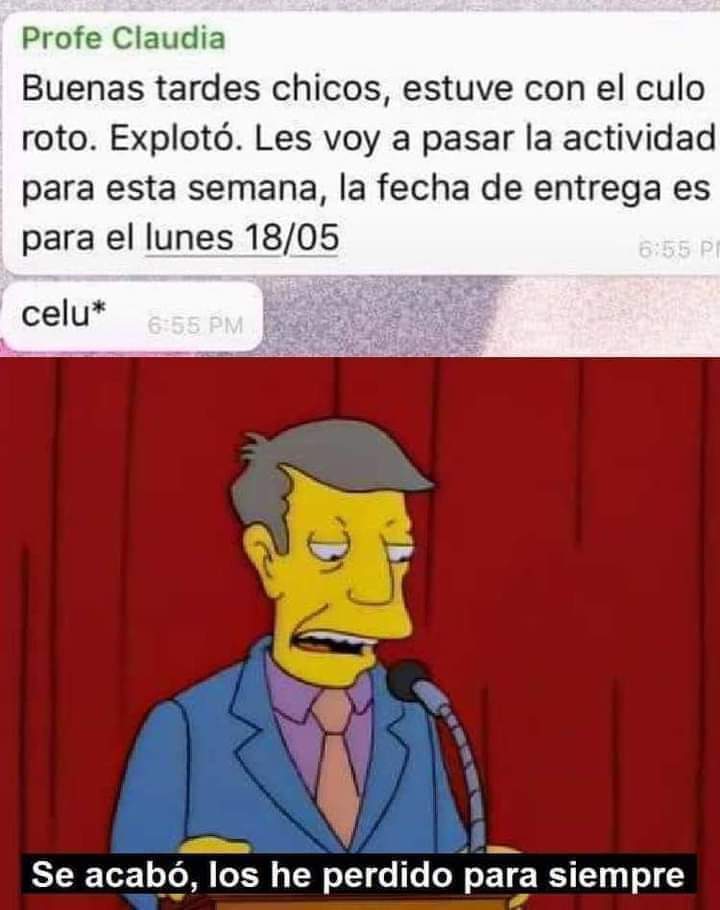 Profe Claudia
Buenas tardes chicos, estuve con el culo
roto. Explotó. Les voy a pasar la actividad
para esta semana, la fecha de entrega es
para el lunes 18/05
6:55
celu*
6:55 PM
Se acabó, los he perdido para siempre